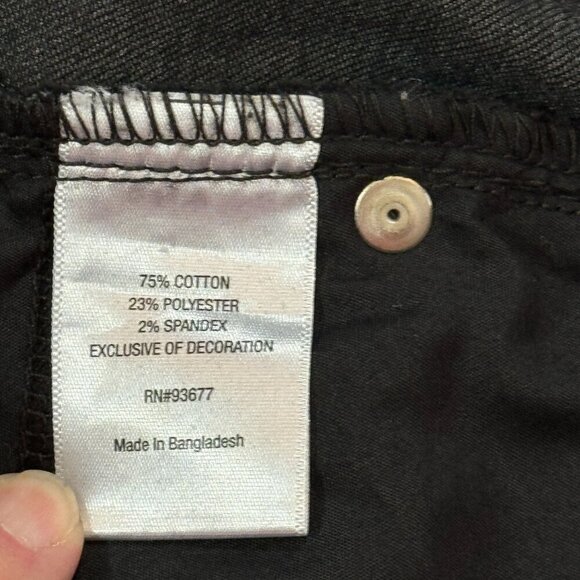 75% COTTON
23% POLYESTER
2% SPANDEX
EXCLUSIVE OF DECORATION
RN#93677
Made In Bangladesh